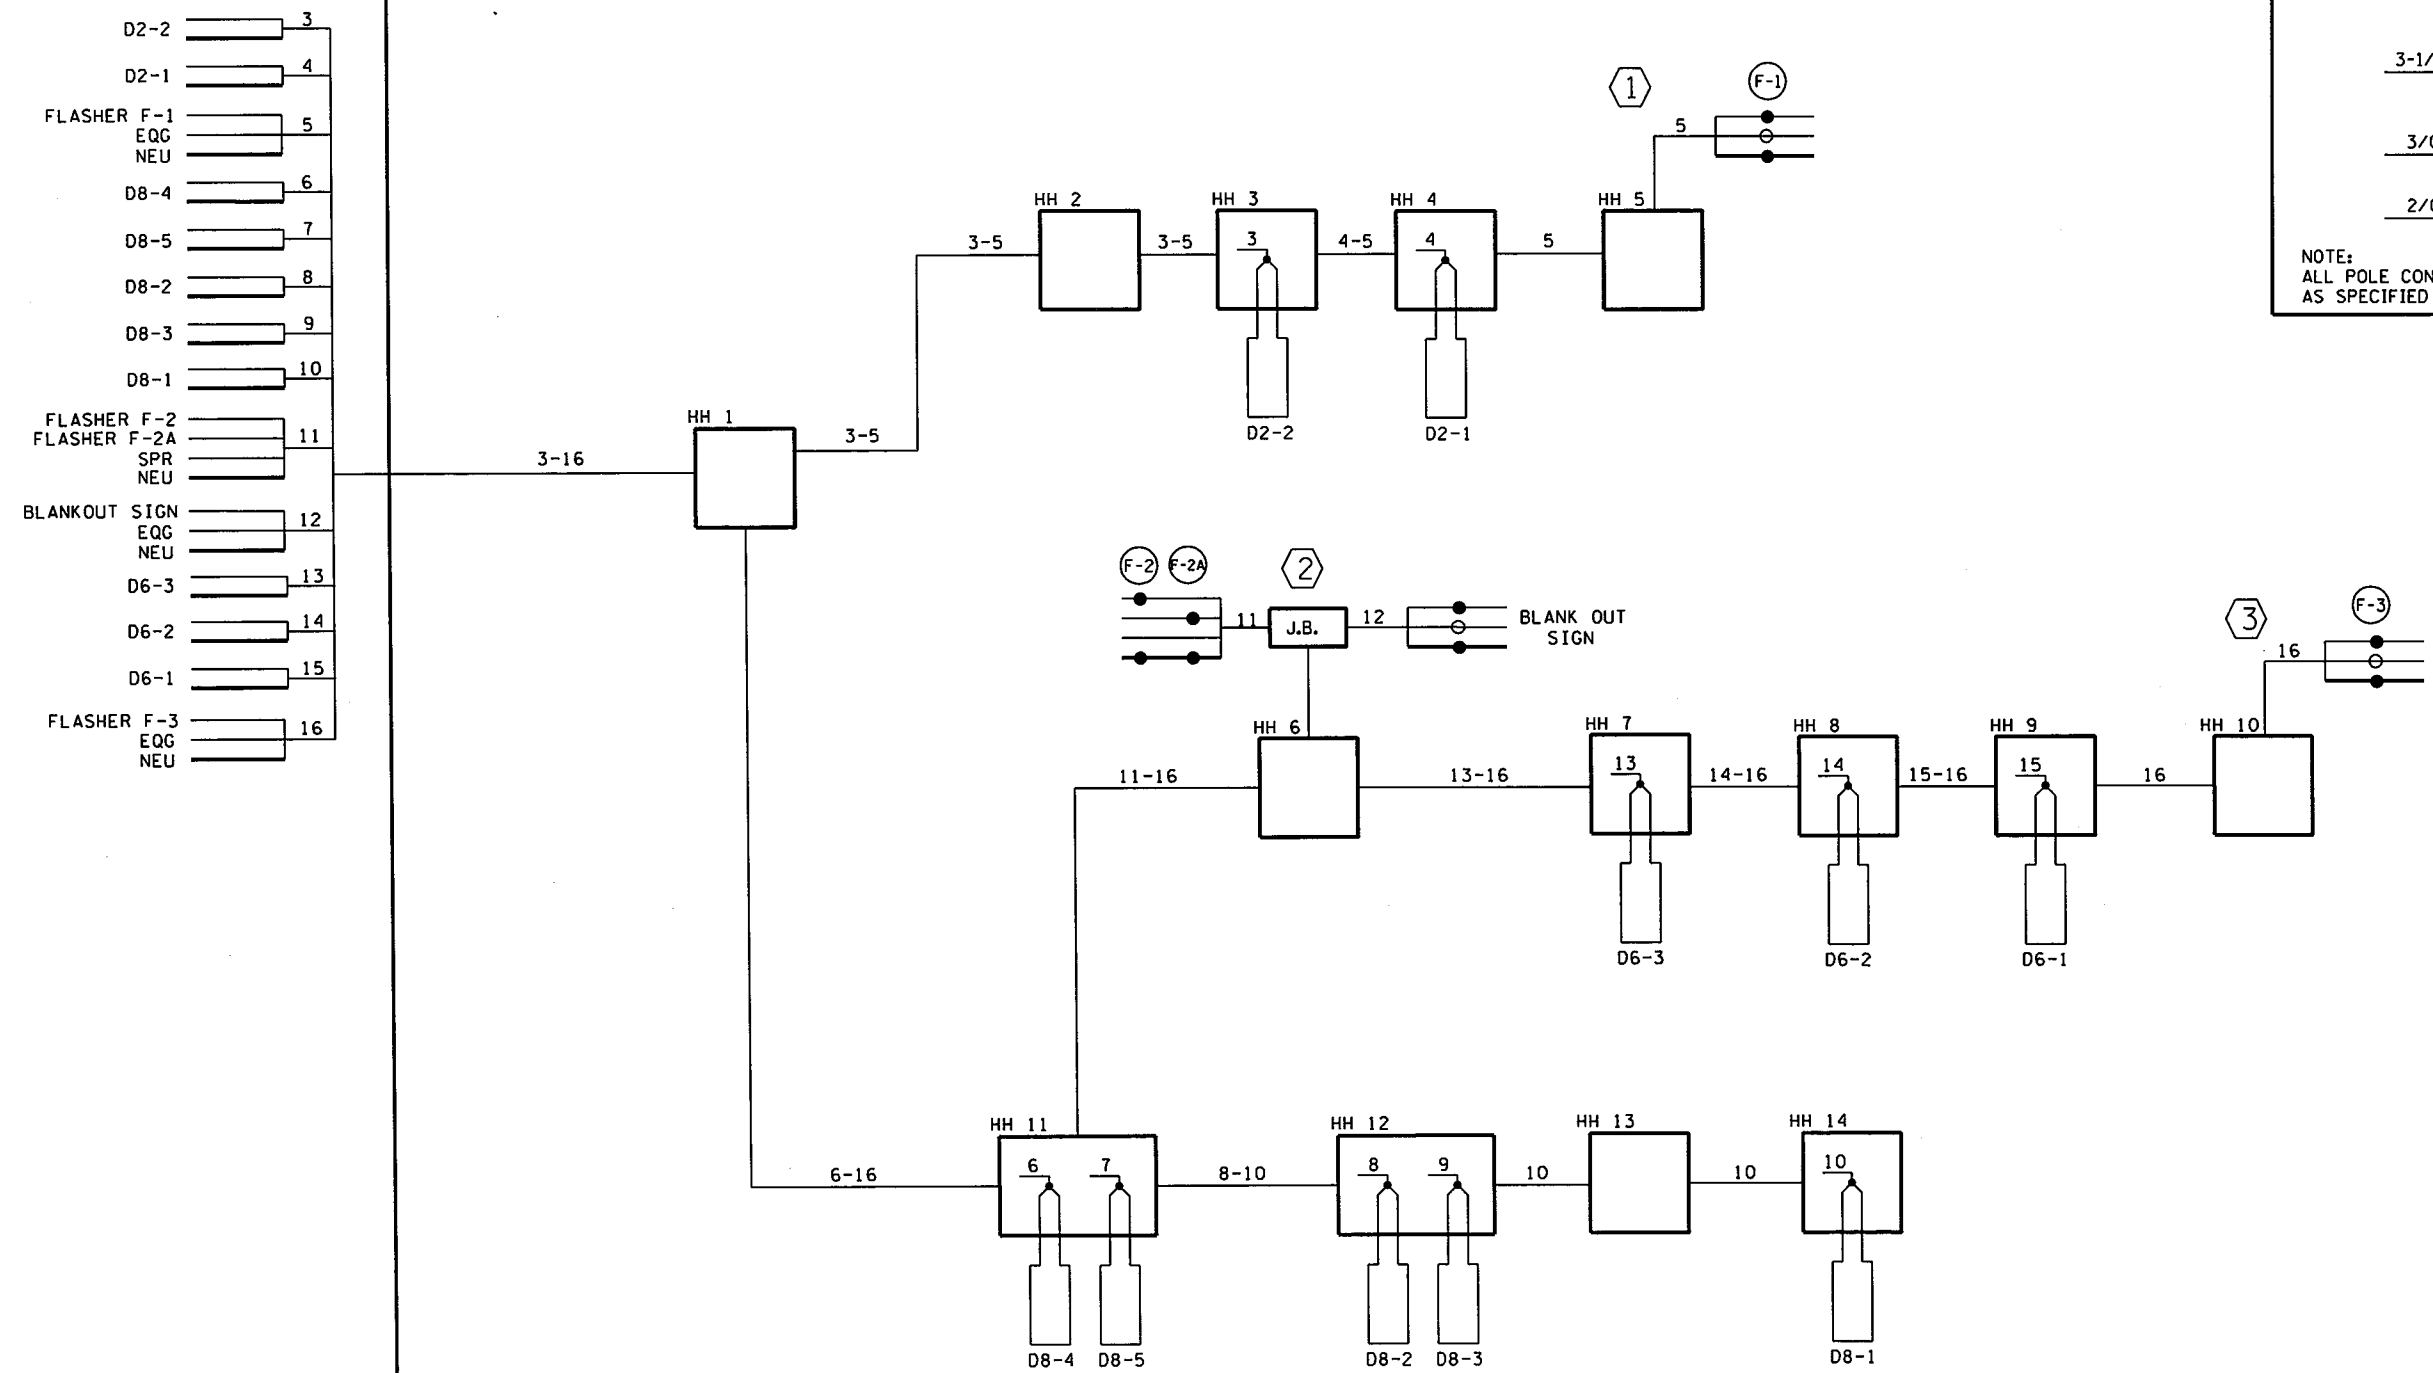 D2-2
3
D2-1
4
FLASHER F-1
EQG
NEU
5
D8-4
6
D8-5
7
D8-2
8
D8-3
9
D8-1
10
FLASHER F-2
FLASHER F-2A
SPR
NEU
11
BLANKOUT SIGN
EQG
NEU
12
D6-3
13
D6-2
14
D6-1
15
FLASHER F-3
EQG
NEU
16
3-16
HH 1
3-5
3-5
HH 2
3-5
HH 3
3
D2-2
4-5
HH 4
4
D2-1
5
HH 5
5
1
F-1
3-1/
3/
2/
NOTE:
ALL POLE CON
AS SPECIFIED
F-2
F-2A
2
11
J.B.
12
BLANK OUT
SIGN
11-16
HH 6
13-16
HH 7
13
D6-3
14-16
HH 8
14
D6-2
15-16
HH 9
15
D6-1
16
HH 10
16
3
F-3
6-16
HH 11
6
7
D8-4
D8-5
8-10
HH 12
8
9
D8-2
D8-3
10
HH 13
10
HH 14
10
D8-1